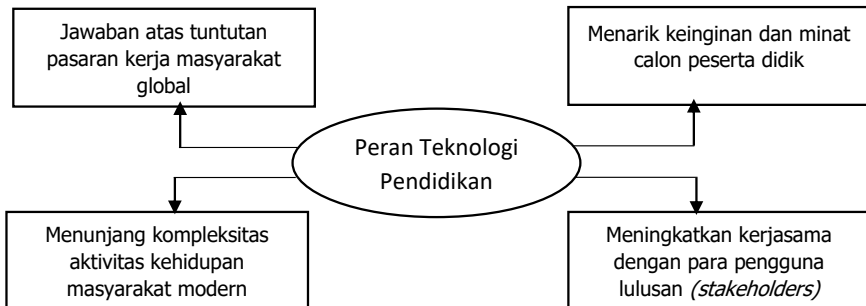 Jawaban atas tuntutan
pasaran kerja masyarakat
global
Menarik keinginan dan minat
calon peserta didik
Peran Teknologi
Pendidikan
Menunjang kompleksitas
aktivitas kehidupan
masyarakat modern
Meningkatkan kerjasama
dengan para pengguna
lulusan (stakeholders)